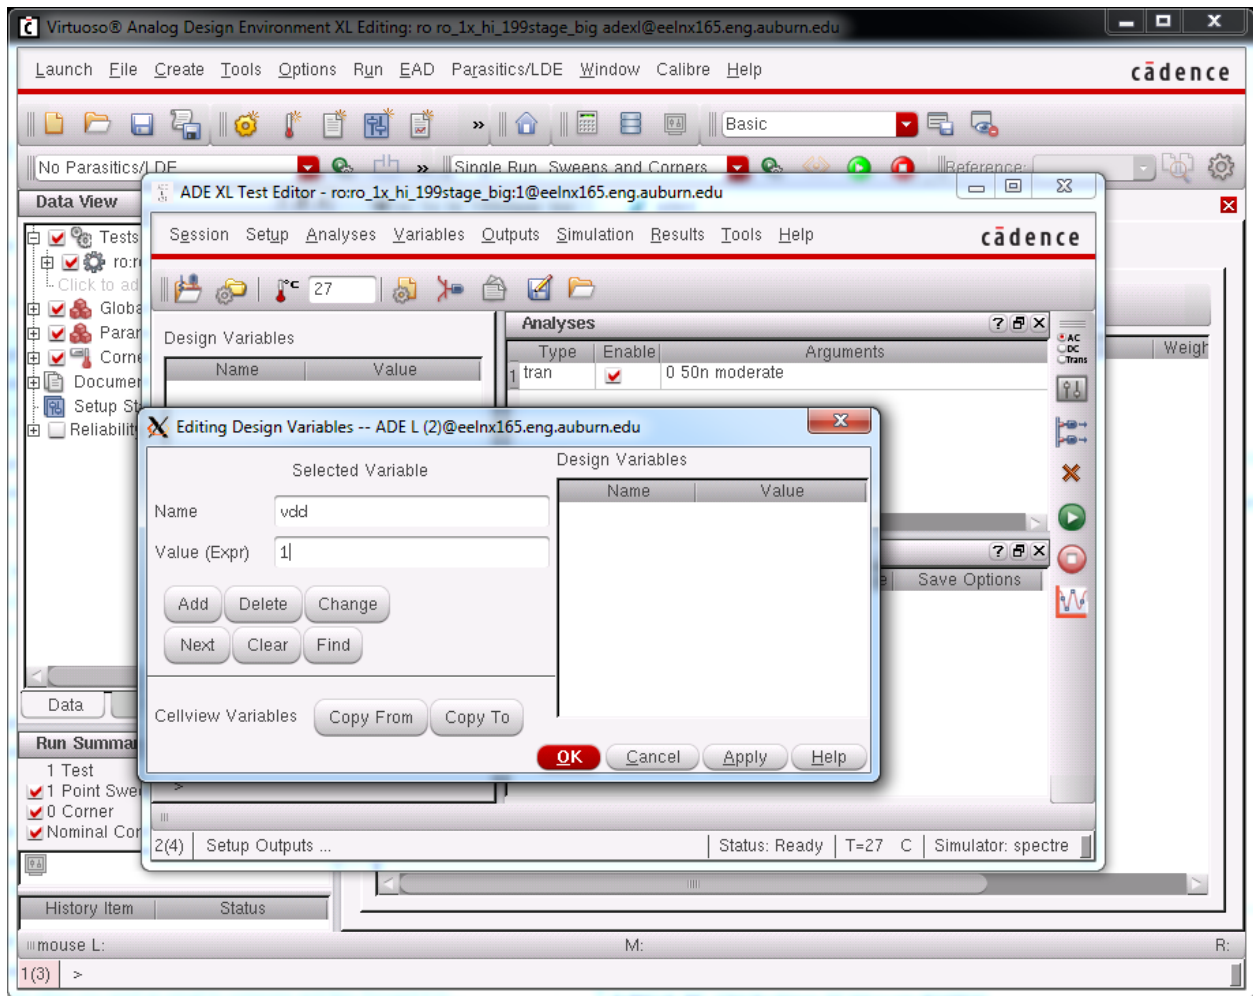 Virtuoso® Analog Design Environment XL Editing: ro ro_1x_hi_199stage_big adexl@eelnx165.eng.auburn.edu
Launch File Create Tools Options Run EAD Parasitics/LDE Window Calibre Help
cādence
» Basic
No Parasitics/LDE » Single Run, Sweeps and Corners Reference:
Data View
ADE XL Test Editor - ro:ro_1x_hi_199stage_big:1@eelnx165.eng.auburn.edu
Session Setup Analyses Variables Outputs Simulation Results Tools Help
cādence
27
Tests
ro:r
Click to ad
Globa
Parar
Corne
Documer
Setup St
Reliabilit
Design Variables
Name Value
Analyses
Type Enable Arguments
1 tran 0 50n moderate
AC
DC
Trans
Weigh
Editing Design Variables -- ADE L (2)@eelnx165.eng.auburn.edu
Selected Variable
Name vdd
Value (Expr) 1
Add Delete Change
Next Clear Find
Cellview Variables Copy From Copy To
Design Variables
Name Value
OK Cancel Apply Help
Save Options
>
2(4) Setup Outputs ... Status: Ready T=27 C Simulator: spectre
Data
Run Summar
1 Test
1 Point Swe
0 Corner
Nominal Cor
History Item Status
mouse L: M: R:
1(3) >